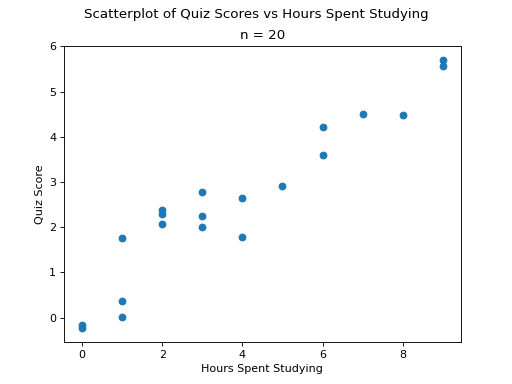 Scatterplot of Quiz Scores vs Hours Spent Studying
n = 20
6
5
4
3
2
1
0
Quiz Score
0 2 4 6 8
Hours Spent Studying